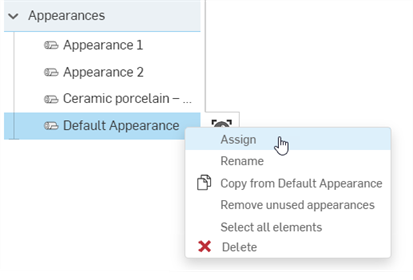 Appearances
Appearance 1
Appearance 2
Ceramic porcelain – ...
Default Appearance
Assign
Rename
Copy from Default Appearance
Remove unused appearances
Select all elements
Delete